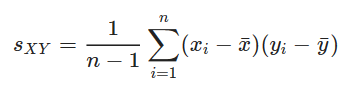 s_{XY} = \frac{1}{n-1} \sum_{i=1}^{n} (x_i - \bar{x})(y_i - \bar{y})